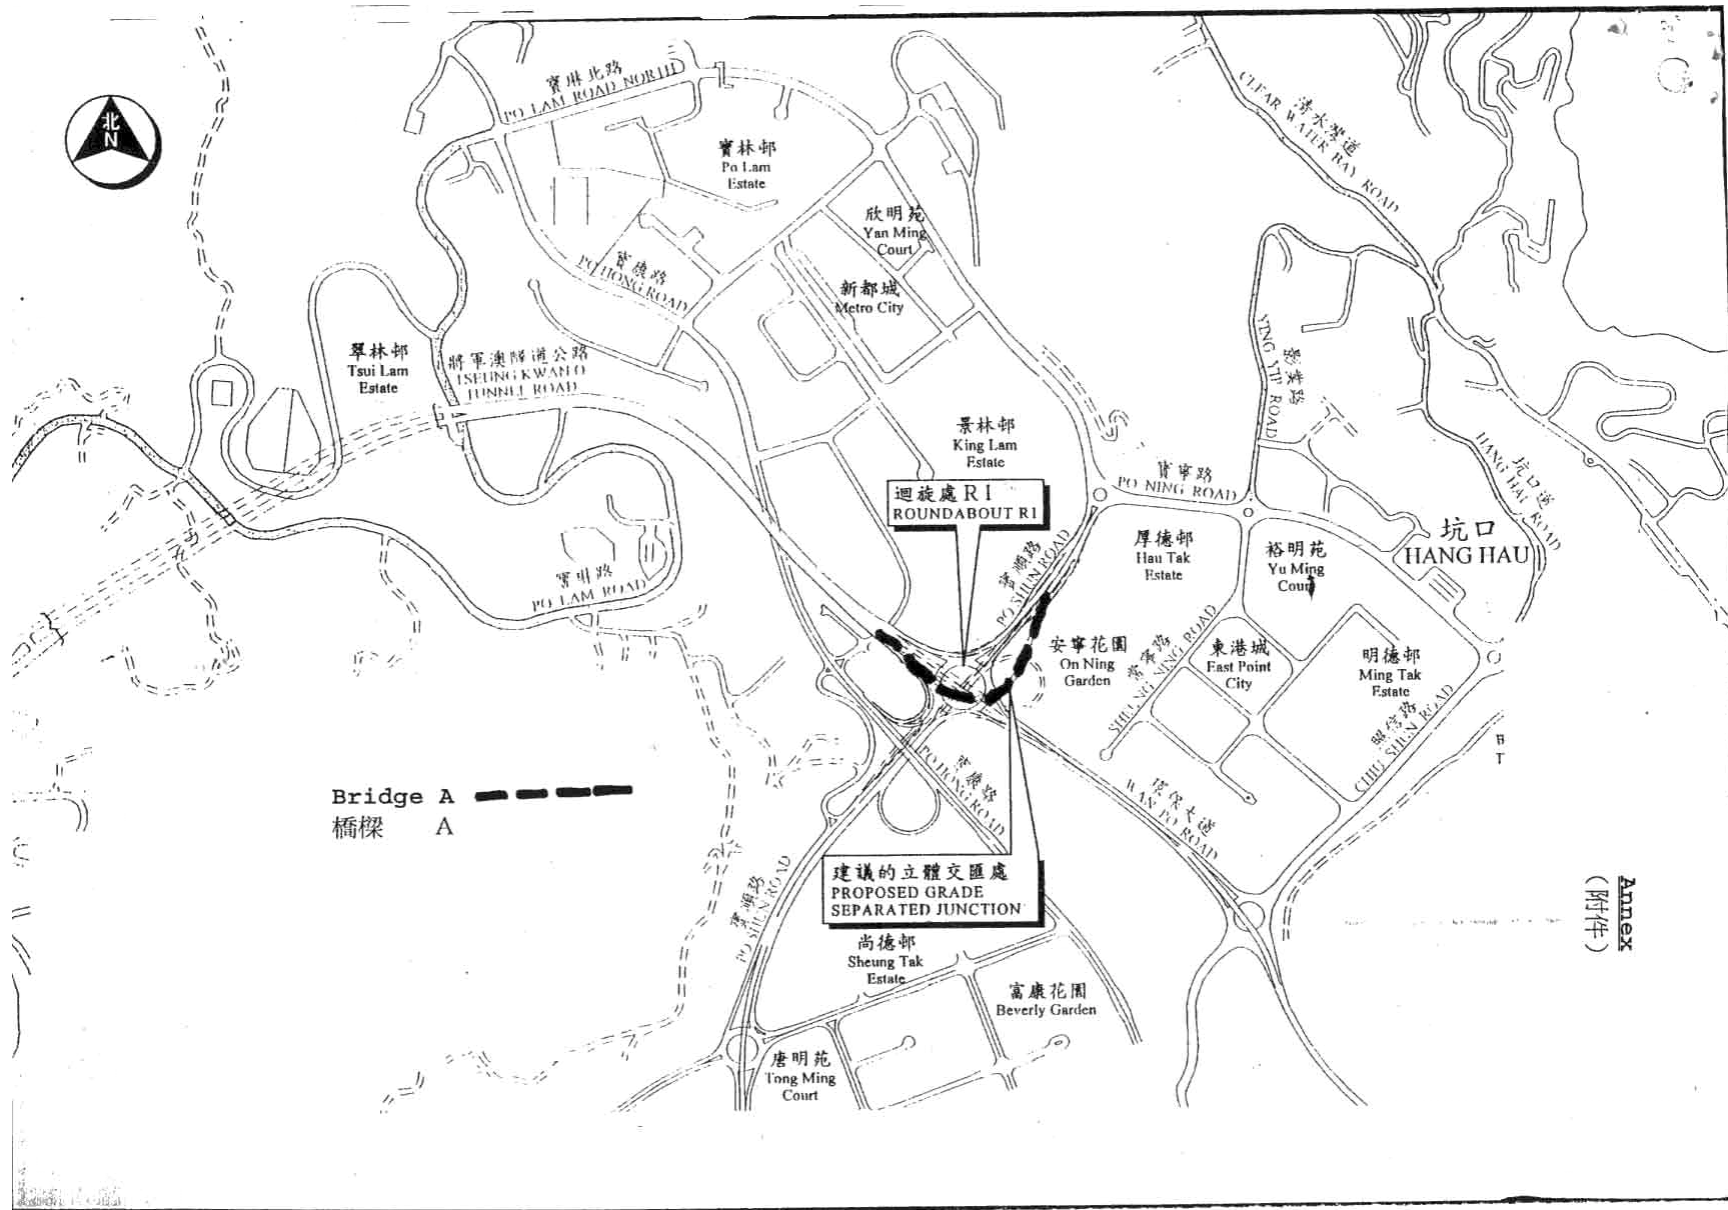 北
N
寶琳北路
PO LAM ROAD NORTH
清水灣道
CLEAR WATER BAY ROAD
寶林邨
Po Lam
Estate
欣明苑
Yan Ming
Court
寶康路
PO HONG ROAD
新都城
Metro City
翠林邨
Tsui Lam
Estate
將軍澳隧道公路
TSEUNG KWAN O
TUNNEL ROAD
影業路
YING YIP ROAD
景林邨
King Lam
Estate
坑口道
HANG HAU ROAD
寶寧路
PO NING ROAD
迴旋處R1
ROUNDABOUT R1
坑口
HANG HAU
厚德邨
Hau Tak
Estate
裕明苑
Yu Ming
Court
寶順路
PO SHUN ROAD
寶琳路
PO LAM ROAD
安寧花園
On Ning
Garden
常寧路
SHEUNG NING ROAD
東港城
East Point
City
明德邨
Ming Tak
Estate
昭信路
CHIU SHUN ROAD
B
T
Bridge A
橋樑 A
寶康路
PO HONG ROAD
環保大道
WAN PO ROAD
建議的立體交匯處
PROPOSED GRADE
SEPARATED JUNCTION
寶順路
PO SHUN ROAD
尚德邨
Sheung Tak
Estate
富康花園
Beverly Garden
唐明苑
Tong Ming
Court
Annex
（附件）